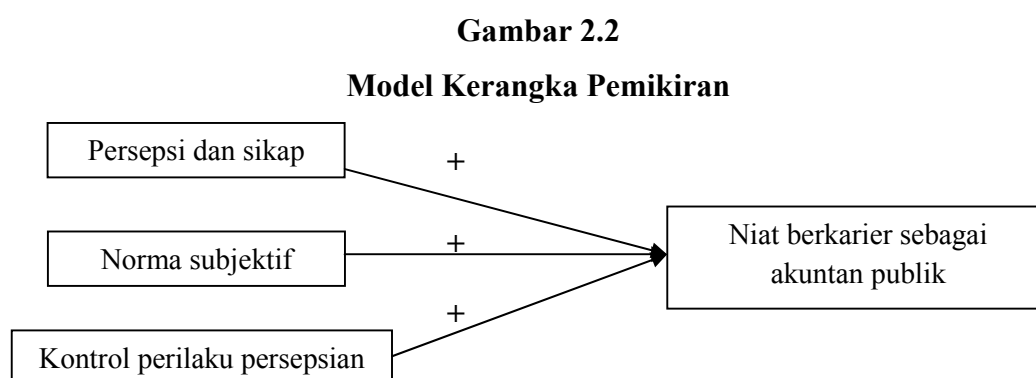 Gambar 2.2
Model Kerangka Pemikiran
Persepsi dan sikap
+
Norma subjektif
+
Kontrol perilaku persepsian
+
Niat berkarier sebagai
akuntan publik